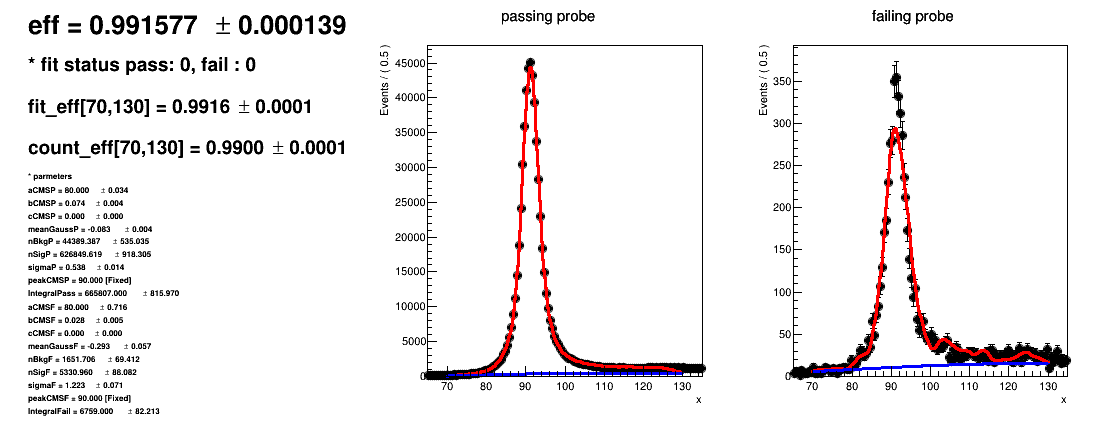 eff = 0.991577 ± 0.000139
* fit status pass: 0, fail : 0
fit_eff[70,130] = 0.9916 ± 0.0001
count_eff[70,130] = 0.9900 ± 0.0001
* parmeters
aCMSP = 80.000 ± 0.034
bCMSP = 0.074 ± 0.004
cCMSP = 0.000 ± 0.000
meanGaussP = -0.083 ± 0.004
nBkgP = 44389.387 ± 535.035
nSigP = 626849.619 ± 918.305
sigmaP = 0.538 ± 0.014
peakCMSP = 90.000 [Fixed]
IntegralPass = 665807.000 ± 815.970
aCMSF = 80.000 ± 0.716
bCMSF = 0.028 ± 0.005
cCMSF = 0.000 ± 0.000
meanGaussF = -0.293 ± 0.057
nBkgF = 1651.706 ± 69.412
nSigF = 5330.960 ± 88.082
sigmaF = 1.223 ± 0.071
peakCMSF = 90.000 [Fixed]
IntegralFail = 6759.000 ± 82.213
passing probe
Events / ( 0.5 )
45000
40000
35000
30000
25000
20000
15000
10000
5000
0
70 80 90 100 110 120 130
x
failing probe
Events / ( 0.5 )
350
300
250
200
150
100
50
0
70 80 90 100 110 120 130
x